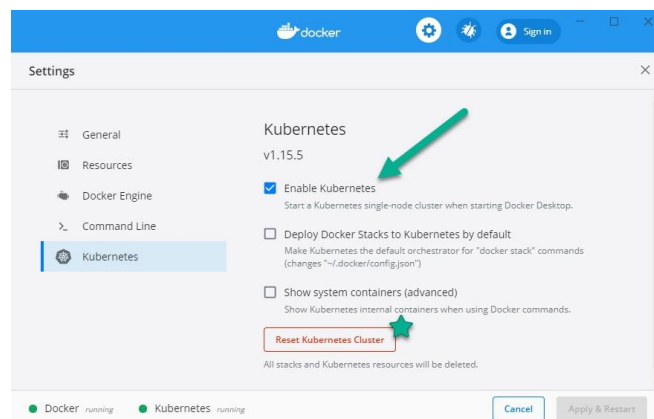 docker
Sign in
Settings
General
Resources
Docker Engine
Command Line
Kubernetes
Kubernetes
v1.15.5
Enable Kubernetes
Start a Kubernetes single-node cluster when starting Docker Desktop.
Deploy Docker Stacks to Kubernetes by default
Make Kubernetes the default orchestrator for "docker stack" commands
(changes "~/.docker/config.json")
Show system containers (advanced)
Show Kubernetes internal containers when using Docker commands.
Reset Kubernetes Cluster
All stacks and Kubernetes resources will be deleted.
Docker running Kubernetes running
Cancel Apply & Restart